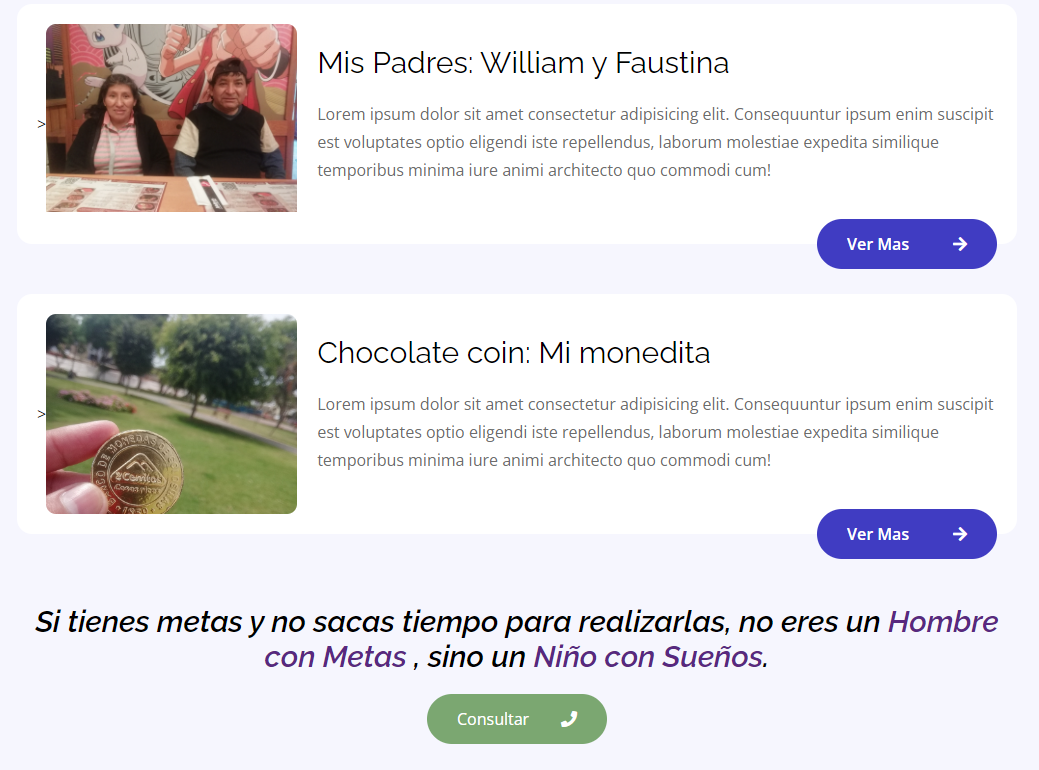 Mis Padres: William y Faustina
Lorem ipsum dolor sit amet consectetur adipisicing elit. Consequuntur ipsum enim suscipit
est voluptates optio eligendi iste repellendus, laborum molestiae expedita similique
temporibus minima iure animi architecto quo commodi cum!
>
Ver Mas
Chocolate coin: Mi monedita
Lorem ipsum dolor sit amet consectetur adipisicing elit. Consequuntur ipsum enim suscipit
est voluptates optio eligendi iste repellendus, laborum molestiae expedita similique
temporibus minima iure animi architecto quo commodi cum!
>
Ver Mas
Si tienes metas y no sacas tiempo para realizarlas, no eres un Hombre
con Metas , sino un Niño con Sueños.
Consultar